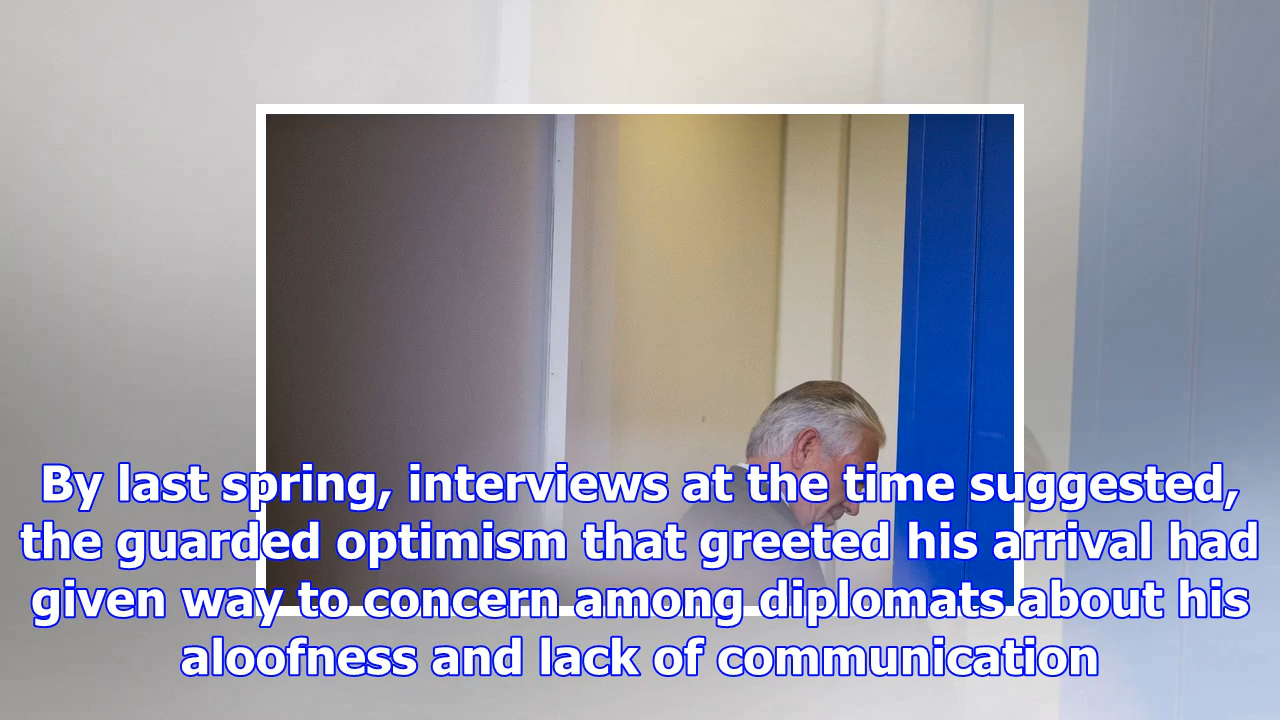 By last spring, interviews at the time suggested,
the guarded optimism that greeted his arrival had
given way to concern among diplomats about his
aloofness and lack of communication